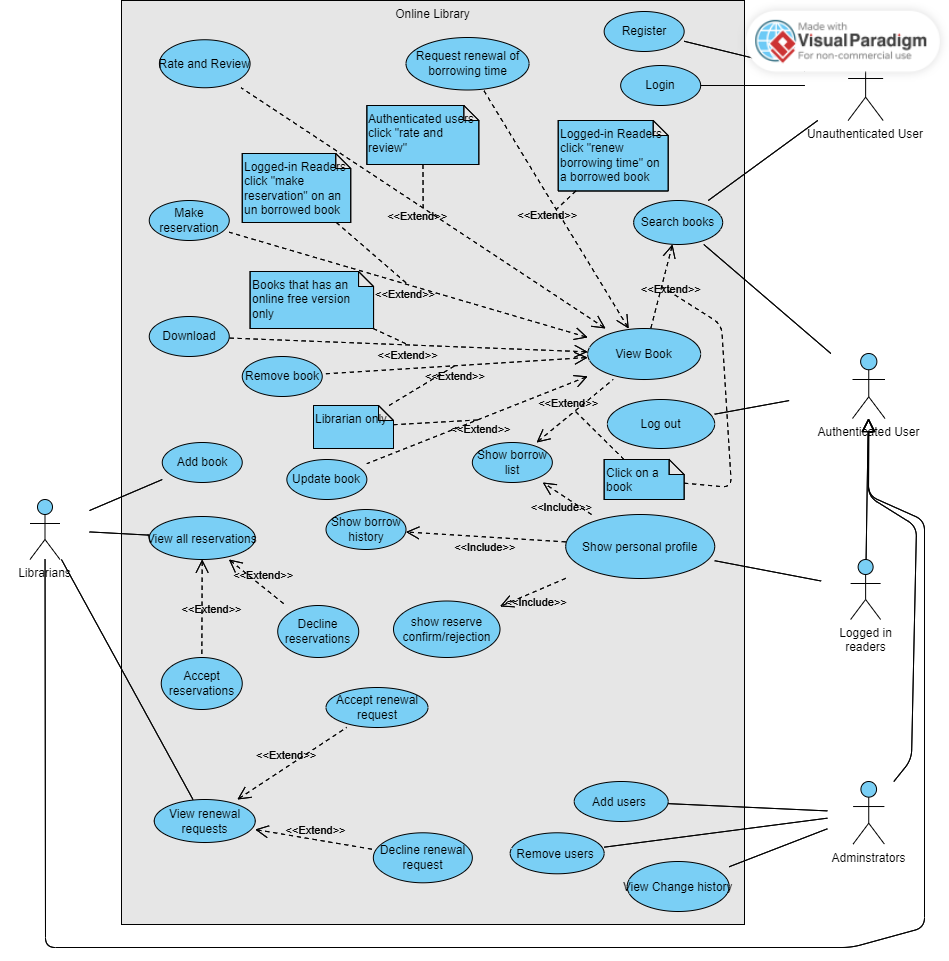 Online Library
Made with
VisualParadigm
For non-commercial use
Register
Rate and Review
Request renewal of
borrowing time
Login
Unauthenticated User
Authenticated users
click "rate and
review"
Logged-in Readers
click "renew
borrowing time" on
a borrowed book
Logged-in Readers
click "make
reservation" on an
un borrowed book
<<Extend>>
<<Extend>>
Make
reservation
Search books
Books that has an
online free version
only
<<Extend>>
<<Extend>>
Download
<<Extend>>
View Book
Remove book
<<Extend>>
Librarian only
<<Extend>>
<<Extend>>
Log out
Authenticated User
Add book
Update book
Show borrow
list
Click on a
book
<<Include>>
View all reservations
Show borrow
history
<<Include>>
Show personal profile
Librarians
<<Extend>>
<<Extend>>
<<Include>>
Decline
reservations
show reserve
confirm/rejection
Logged in
readers
Accept
reservations
Accept renewal
request
<<Extend>>
View renewal
requests
<<Extend>>
Decline renewal
request
Add users
Remove users
View Change history
Adminstrators